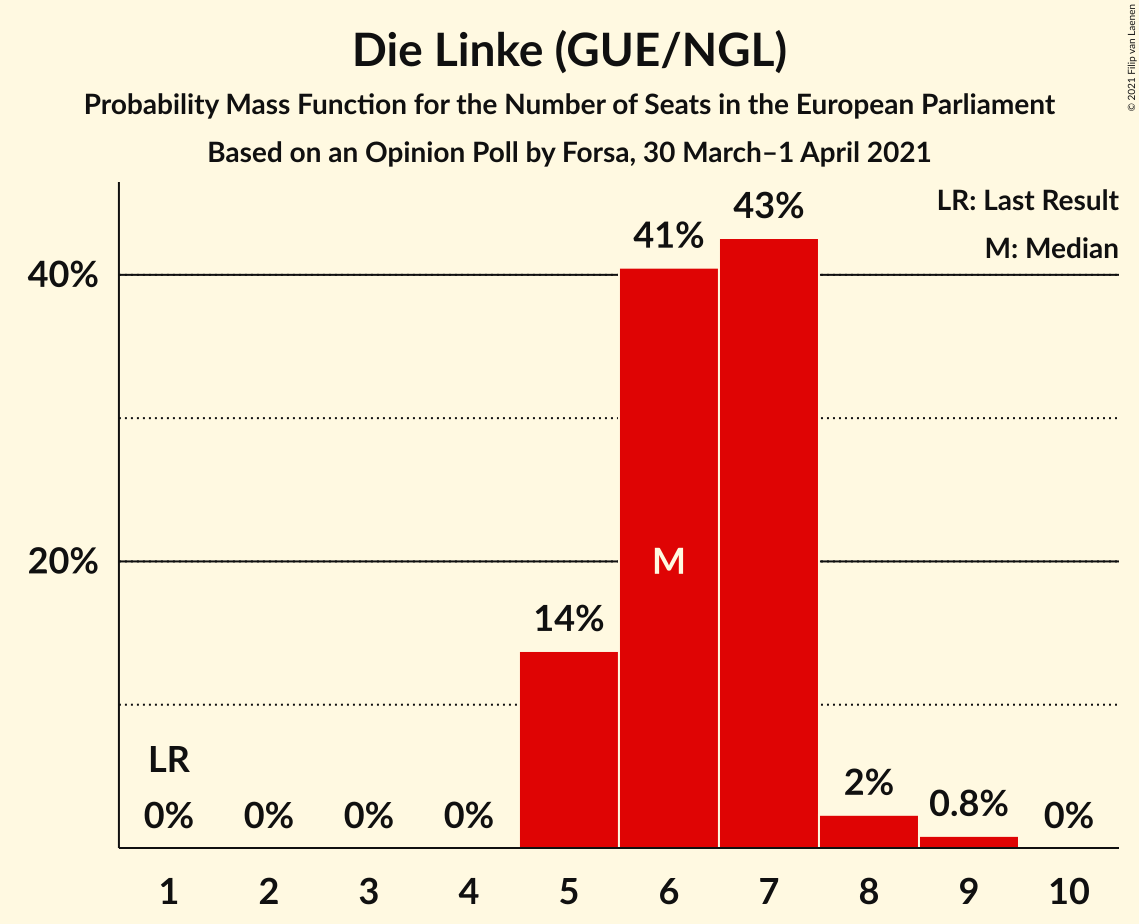 © 2021 Filip van Laenen
Die Linke (GUE/NGL)
Probability Mass Function for the Number of Seats in the European Parliament
Based on an Opinion Poll by Forsa, 30 March–1 April 2021
LR: Last Result
M: Median
43%
41%
40%
20%
M
14%
LR
0% 0% 0% 0% 2% 0.8% 0%
1 2 3 4 5 6 7 8 9 10